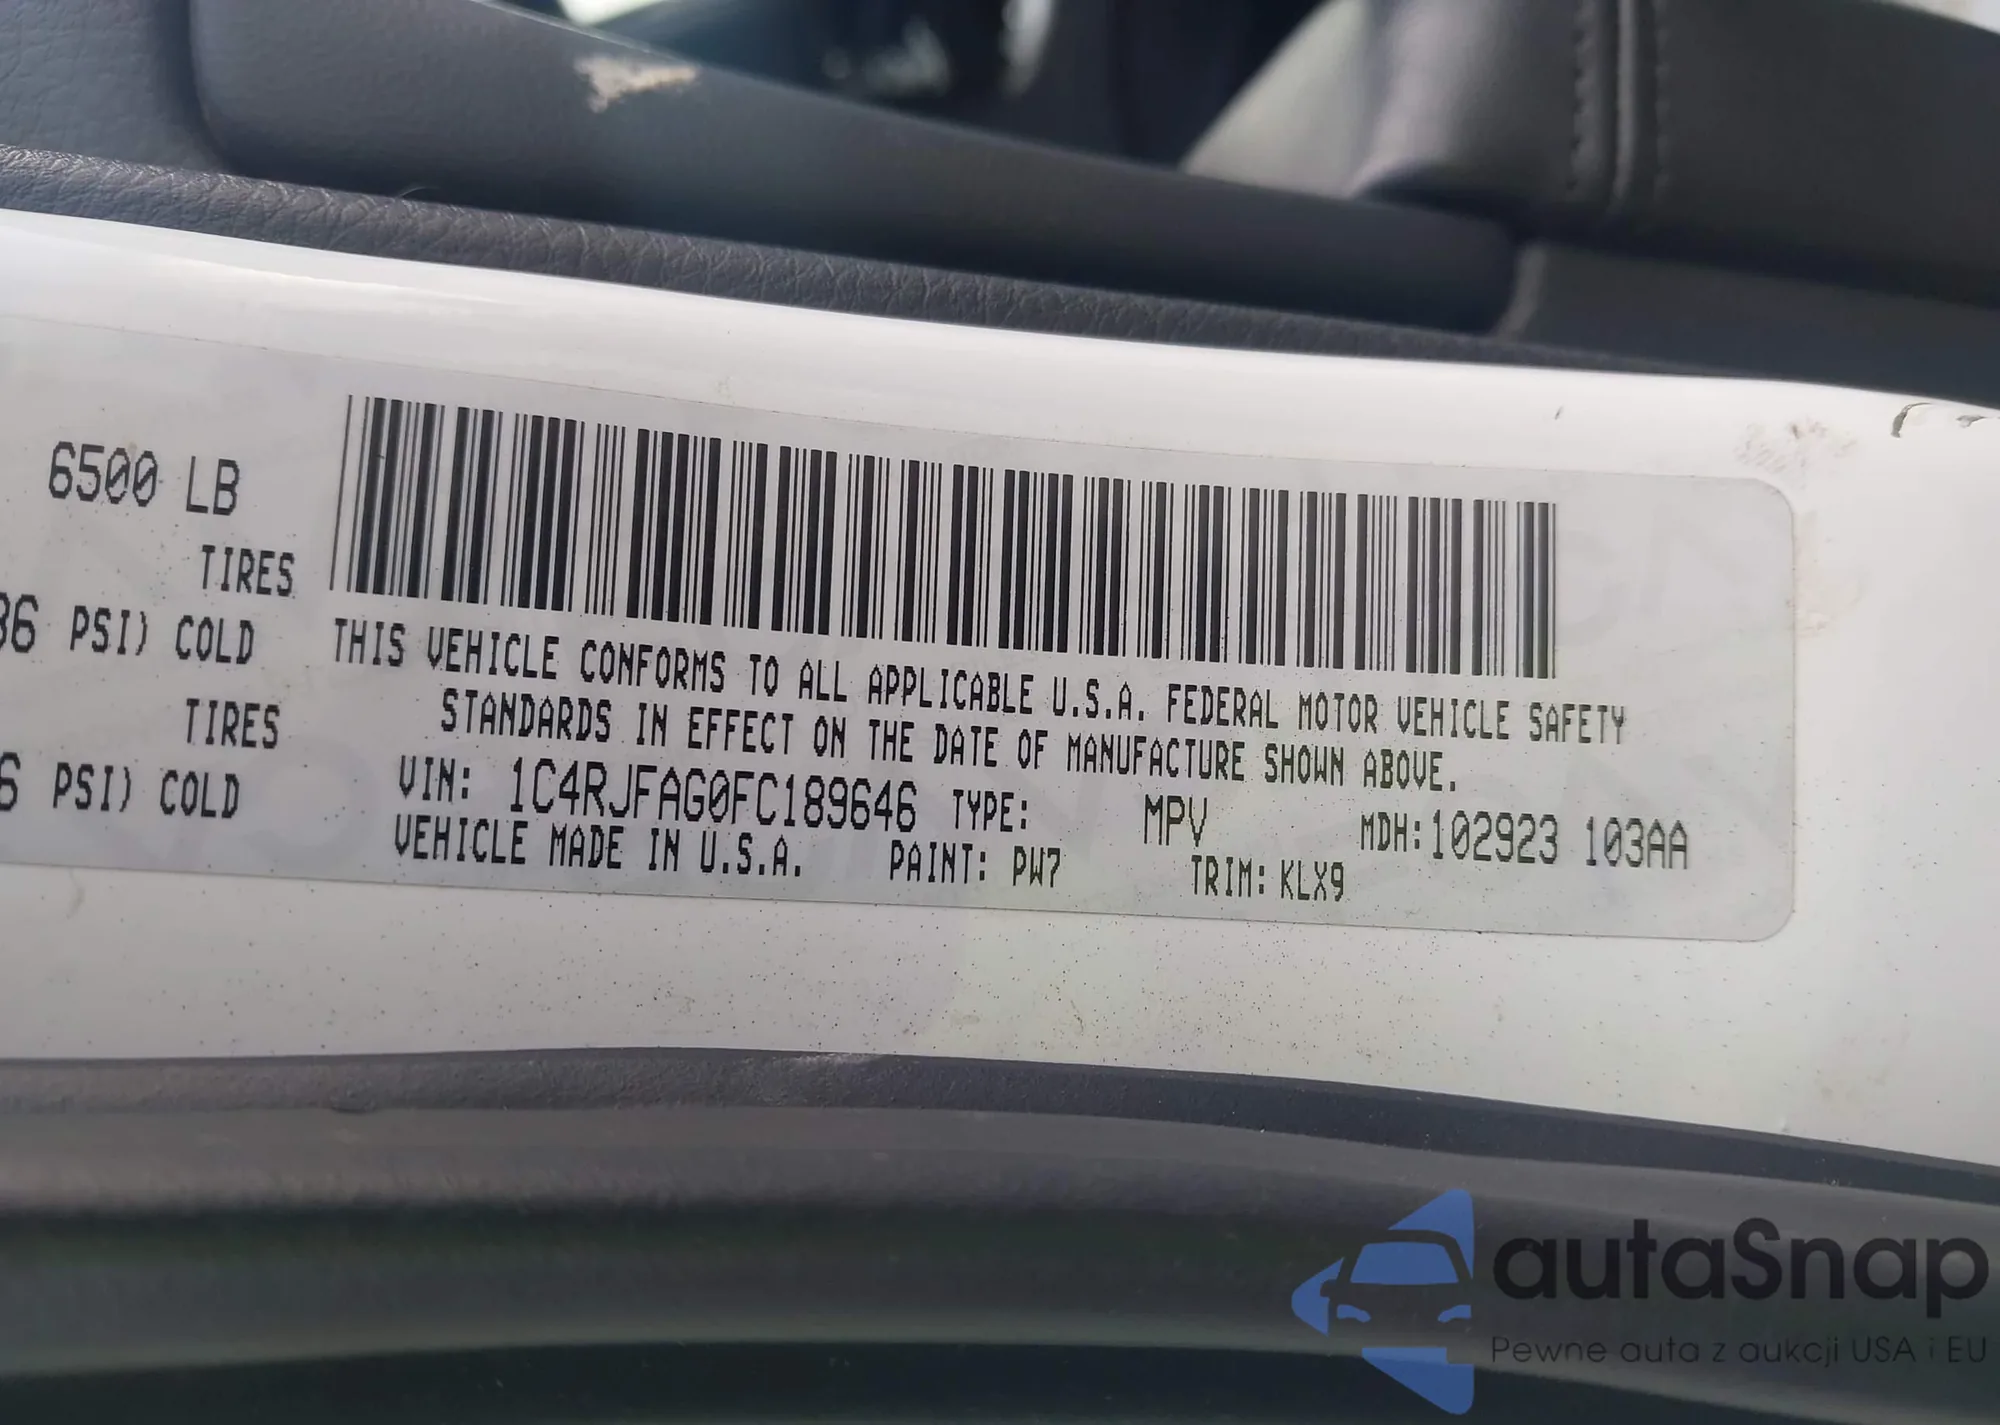 6500 LB
TIRES
36 PSI) COLD
TIRES
6 PSI) COLD
THIS VEHICLE CONFORMS TO ALL APPLICABLE U.S.A. FEDERAL MOTOR VEHICLE SAFETY
STANDARDS IN EFFECT ON THE DATE OF MANUFACTURE SHOWN ABOVE.
VIN: 1C4RJFAG0FC189646 TYPE: MPV MDH:102923 103AA
VEHICLE MADE IN U.S.A. PAINT: PW7 TRIM: KLX9
autaSnap
Pewne auta z aukcji USA i EU